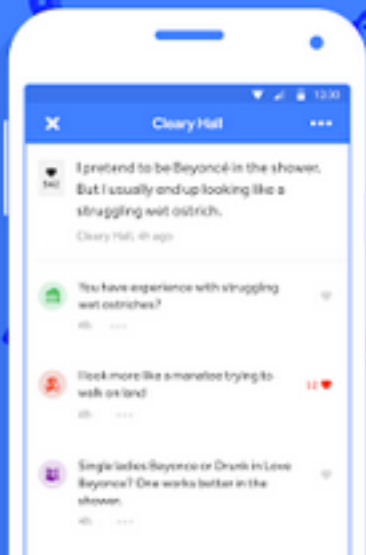 12:30
Cleary Hall
I pretend to be Beyoncé in the shower.
But I usually end up looking like a
struggling wet ostrich.
Cleary Hall, 4h ago
You have experience with struggling
wet ostriches?
4h
I look more like a manatee trying to
walk on land
12
4h
Single ladies Beyonce or Drunk in Love
Beyonce? One works better in the
shower.
4h